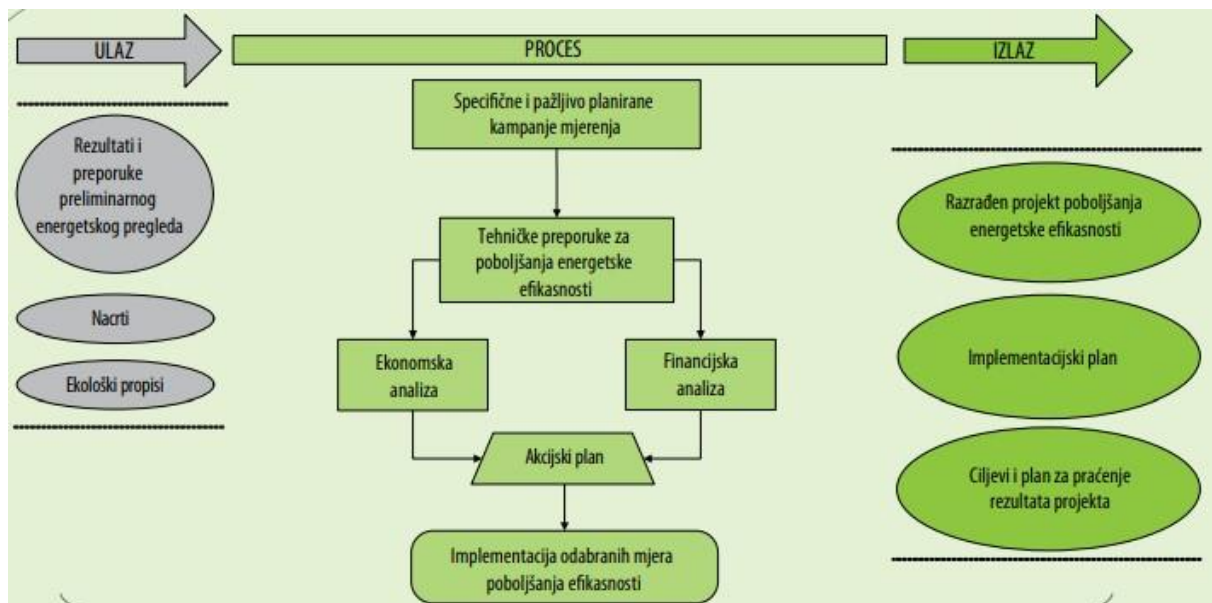 ULAZ
PROCES
IZLAZ
Rezultati i
preporuke
preliminarnog
energetskog pregleda
Nacrti
Ekološki propisi
Specifične i pažljivo planirane
kampanje mjerenja
Tehničke preporuke za
poboljšanja energetske
efikasnosti
Ekonomska
analiza
Financijska
analiza
Akcijski plan
Implementacija odabranih mjera
poboljšanja efikasnosti
Razrađen projekt poboljšanja
energetske efikasnosti
Implementacijski plan
Ciljevi i plan za praćenje
rezultata projekta